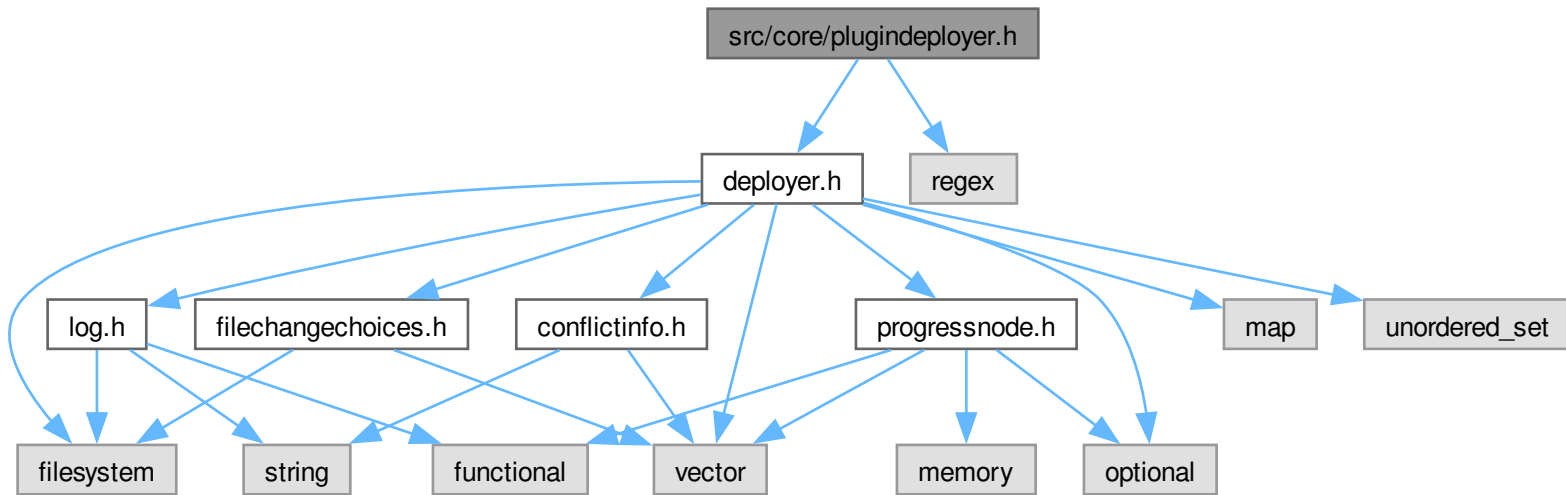 src/core/plugindeployer.h
deployer.h
regex
log.h
filechangechoices.h
conflictinfo.h
progressnode.h
map
unordered_set
filesystem
string
functional
vector
memory
optional